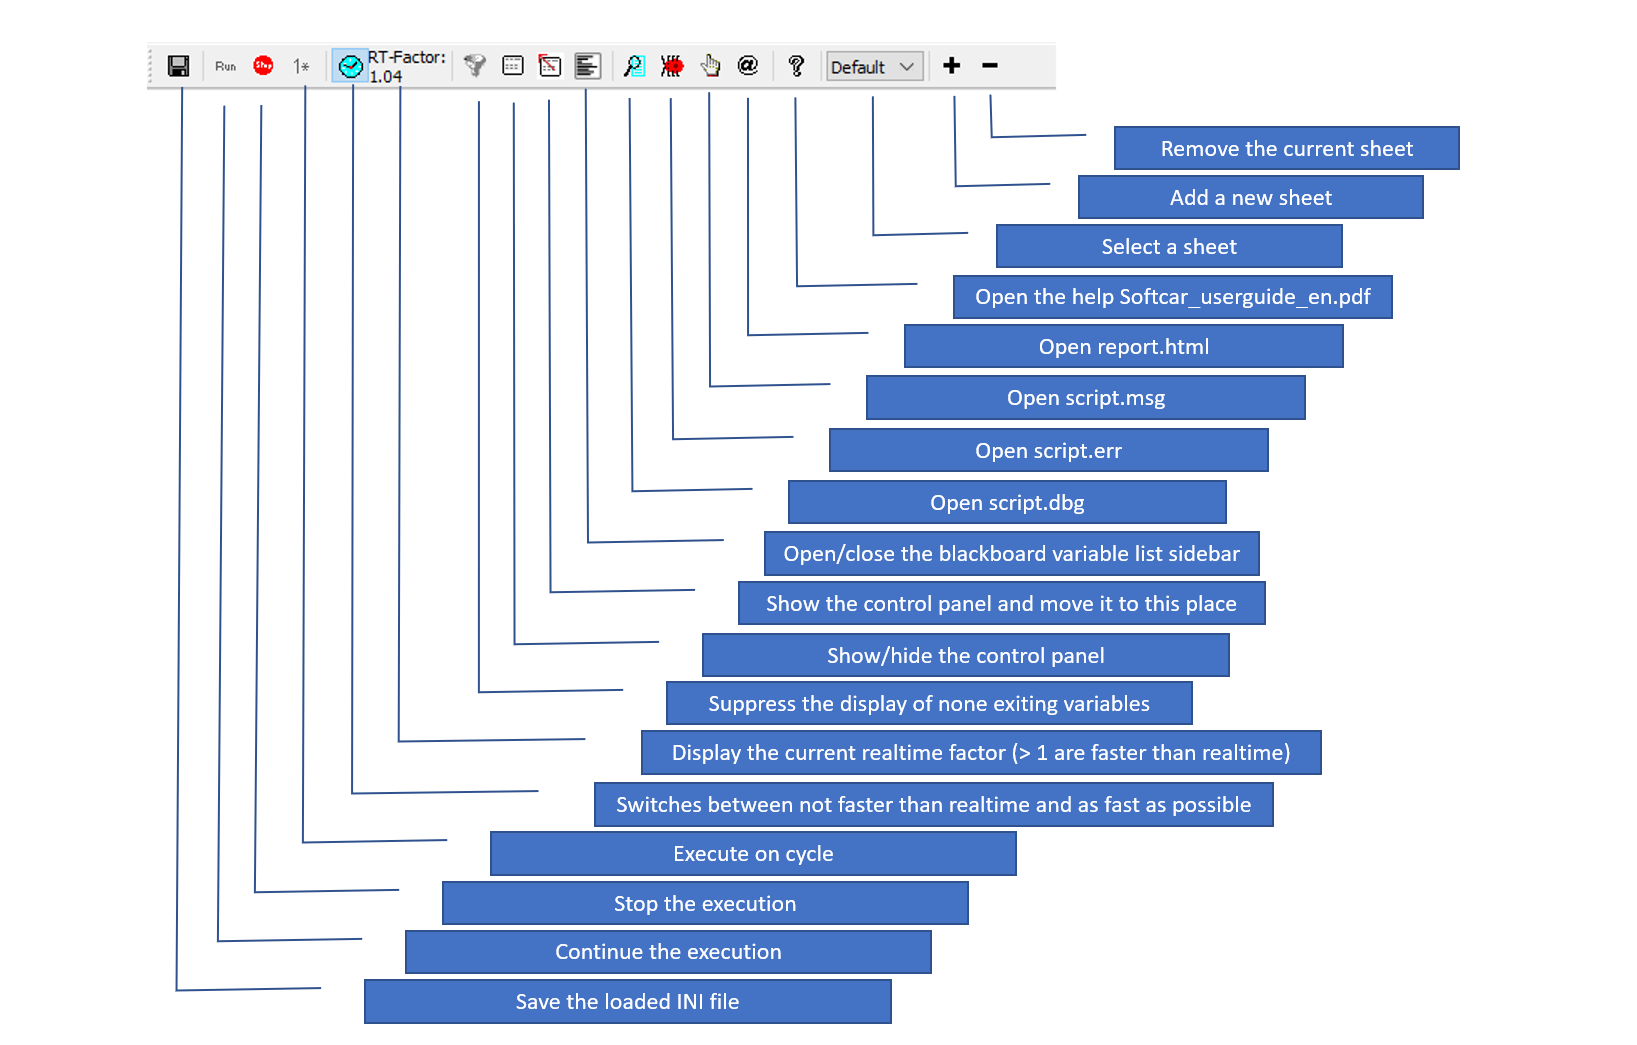 Run
Stop
1*
RT-Factor:
1.04
@
?
Default
+
−
Remove the current sheet
Add a new sheet
Select a sheet
Open the help Softcar_userguide_en.pdf
Open report.html
Open script.msg
Open script.err
Open script.dbg
Open/close the blackboard variable list sidebar
Show the control panel and move it to this place
Show/hide the control panel
Suppress the display of none exiting variables
Display the current realtime factor (> 1 are faster than realtime)
Switches between not faster than realtime and as fast as possible
Execute on cycle
Stop the execution
Continue the execution
Save the loaded INI file